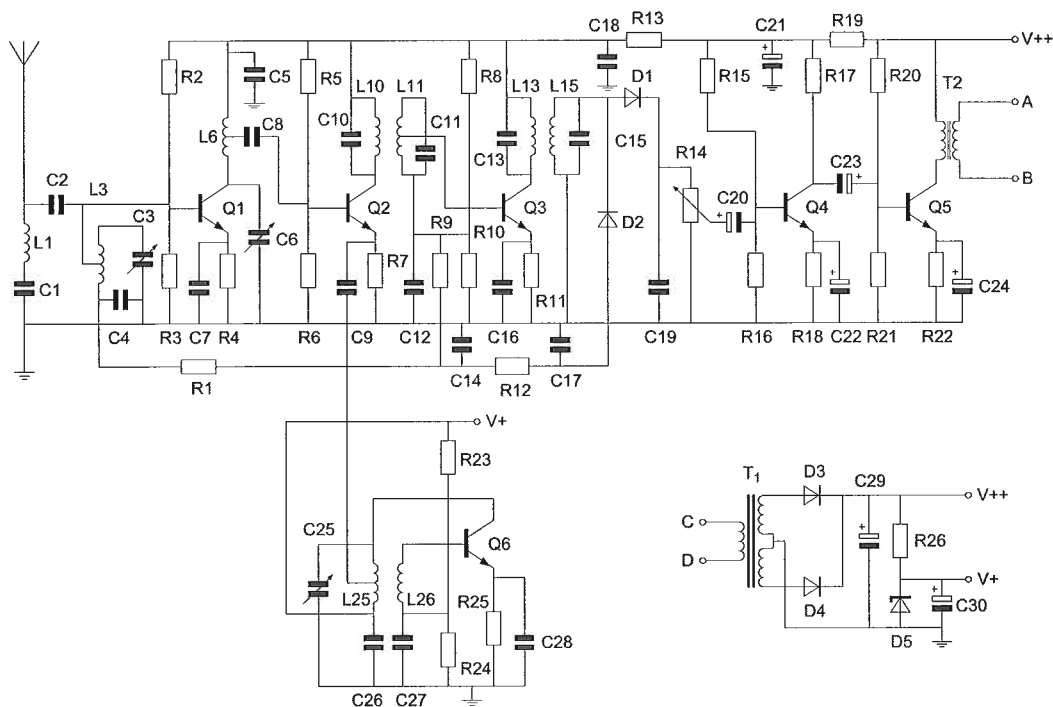 C18 R13 C21 R19 V++
R2 C5 R5 L10 L11 R8 L13 L15 D1 R15 R17 R20 T2
L6 C8 C10 C11 C13 C15 A
C2 L3 R14 C23 B
C3 Q1 Q2 Q3 C20 Q4 Q5
L1 C6 R9 R10 D2
C1 R7 R11 C24
C4 R3 C7 R4 R6 C9 C12 C16 C19 R16 R18 C22 R21 R22
R1 C14 R12 C17
V+
R23
T1 D3 C29 V++
C25 Q6 C R26
D
L25 L26 R25 D4 V+
C30
R24 C28 D5
C26 C27
+ + + + + + +